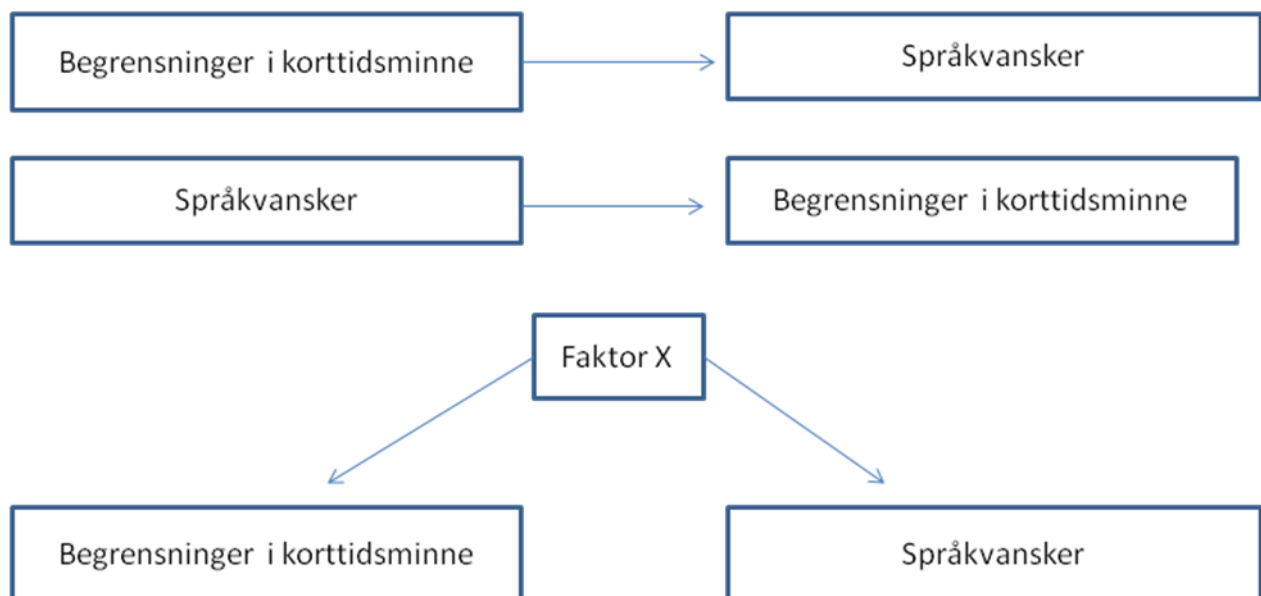 Begrensninger i korttidsminne
Språkvansker
Språkvansker
Begrensninger i korttidsminne
Faktor X
Begrensninger i korttidsminne
Språkvansker